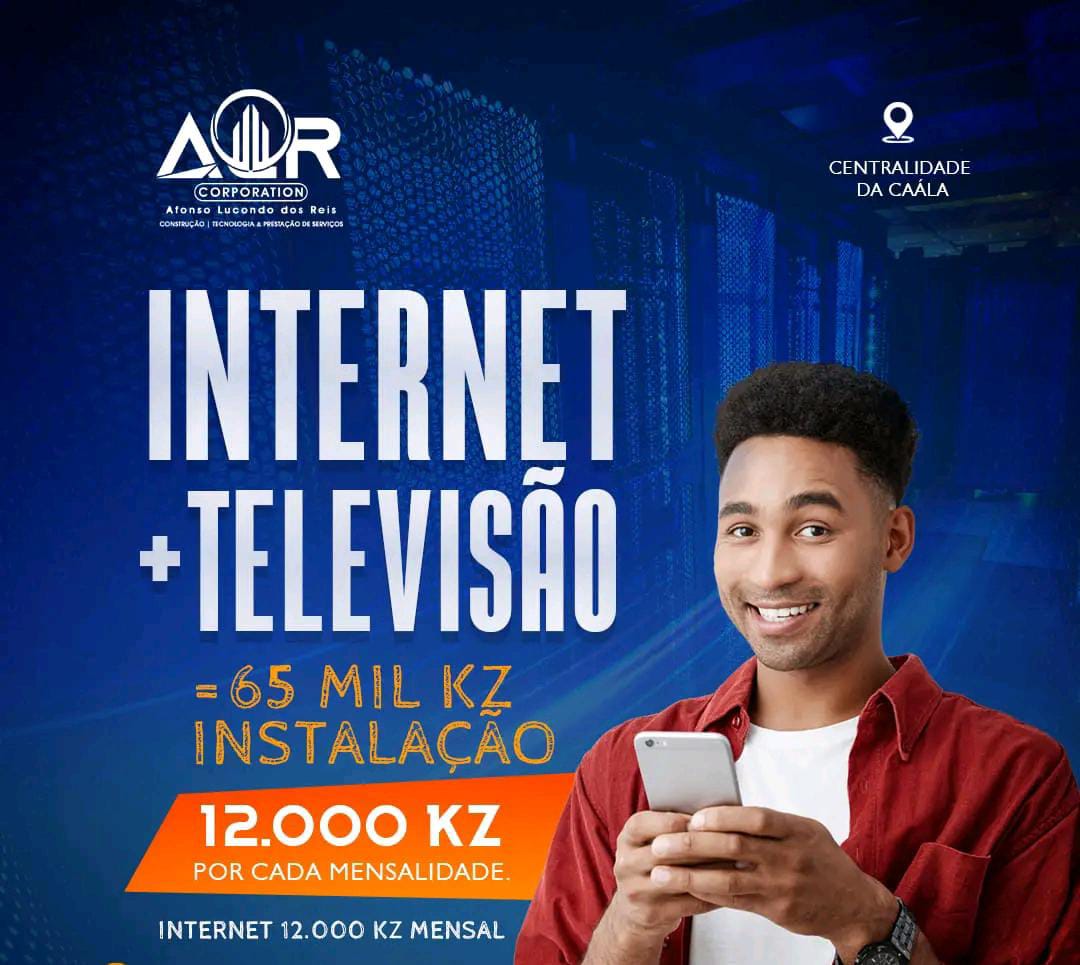 AOR
CORPORATION
Afonso Lucondo dos Reis
CONSTRUÇÃO | TECNOLOGIA & PRESTAÇÃO DE SERVIÇOS
CENTRALIDADE
DA CAÁLA
INTERNET
+TELEVISÃO
= 65 MIL KZ
INSTALAÇÃO
12.000 KZ
POR CADA MENSALIDADE.
INTERNET 12.000 KZ MENSAL